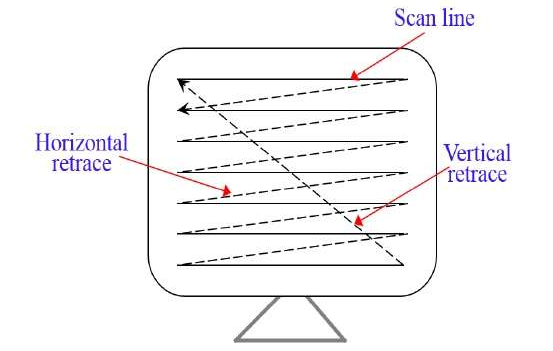 Scan line
Horizontal
retrace
Vertical
retrace